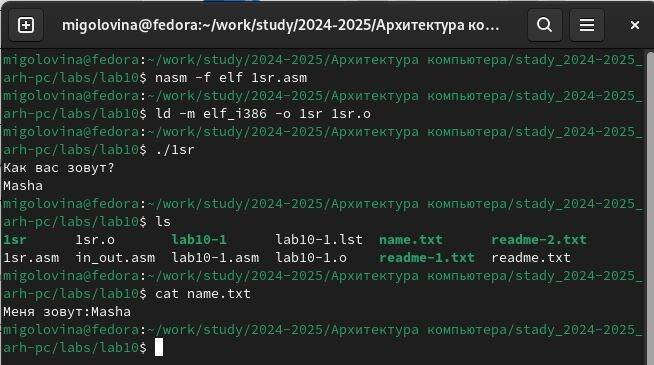 migolovina@fedora:~/work/study/2024-2025/Архитектура ко...
migolovina@fedora:~/work/study/2024-2025/Архитектура компьютера/stady_2024-2025_
arh-pc/labs/lab10$ nasm -f elf 1sr.asm
migolovina@fedora:~/work/study/2024-2025/Архитектура компьютера/stady_2024-2025_
arh-pc/labs/lab10$ ld -m elf_i386 -o 1sr 1sr.o
migolovina@fedora:~/work/study/2024-2025/Архитектура компьютера/stady_2024-2025_
arh-pc/labs/lab10$ ./1sr
Как вас зовут?
Masha
migolovina@fedora:~/work/study/2024-2025/Архитектура компьютера/stady_2024-2025_
arh-pc/labs/lab10$ ls
1sr 1sr.o lab10-1 lab10-1.lst name.txt readme-2.txt
1sr.asm in_out.asm lab10-1.asm lab10-1.o readme-1.txt readme.txt
migolovina@fedora:~/work/study/2024-2025/Архитектура компьютера/stady_2024-2025_
arh-pc/labs/lab10$ cat name.txt
Меня зовут:Masha
migolovina@fedora:~/work/study/2024-2025/Архитектура компьютера/stady_2024-2025_
arh-pc/labs/lab10$